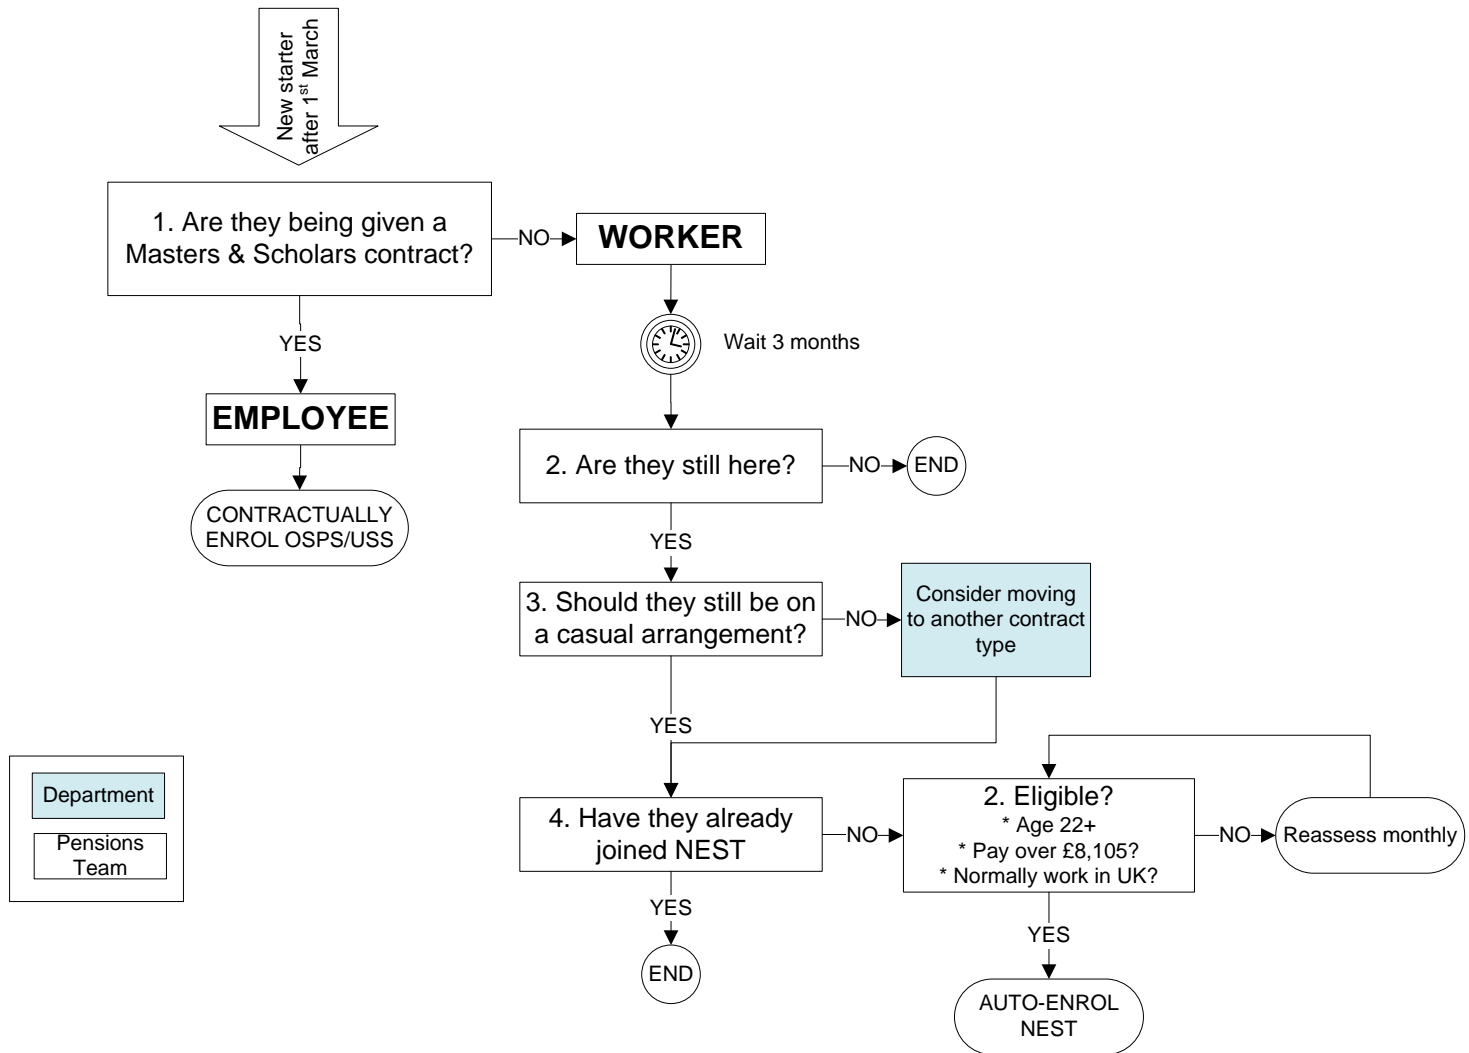 New starter
after 1st March
1. Are they being given a
Masters & Scholars contract?
NO
WORKER
YES
Wait 3 months
EMPLOYEE
2. Are they still here?
NO
END
CONTRACTUALLY
ENROL OSPS/USS
YES
3. Should they still be on
a casual arrangement?
NO
Consider moving
to another contract
type
YES
Department
Pensions
Team
4. Have they already
joined NEST
NO
2. Eligible?
* Age 22+
* Pay over £8,105?
* Normally work in UK?
NO
Reassess monthly
YES
END
YES
AUTO-ENROL
NEST